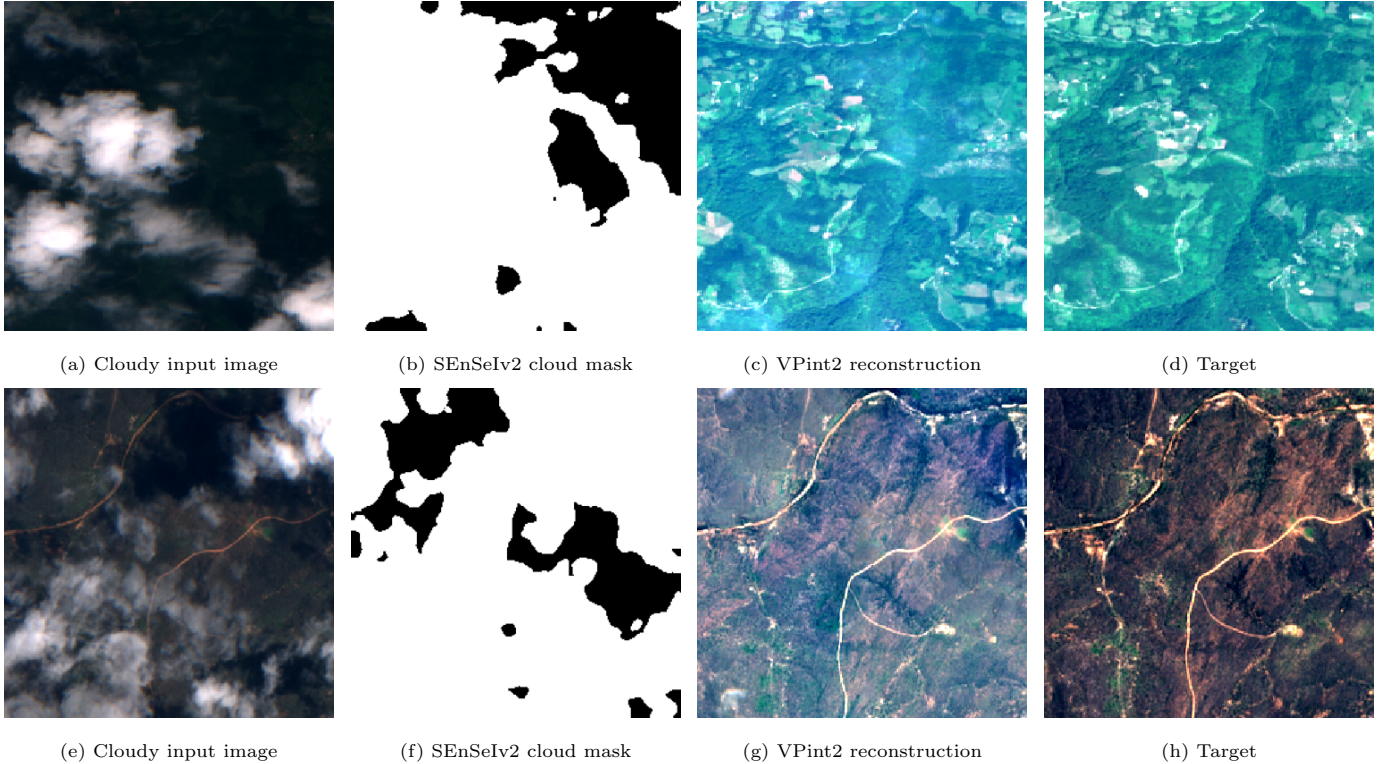 (a) Cloudy input image
(b) SEnSeIv2 cloud mask
(c) VPint2 reconstruction
(d) Target
(e) Cloudy input image
(f) SEnSeIv2 cloud mask
(g) VPint2 reconstruction
(h) Target